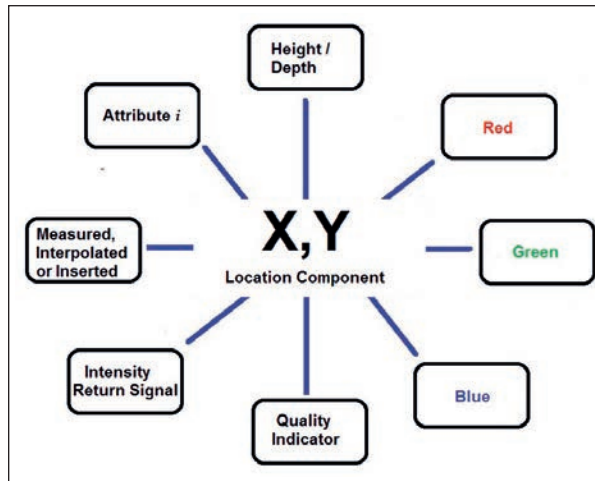 Height /
Depth
Attribute i
Red
X,Y
Location Component
Measured,
Interpolated
or Inserted
Green
Intensity
Return Signal
Blue
Quality
Indicator